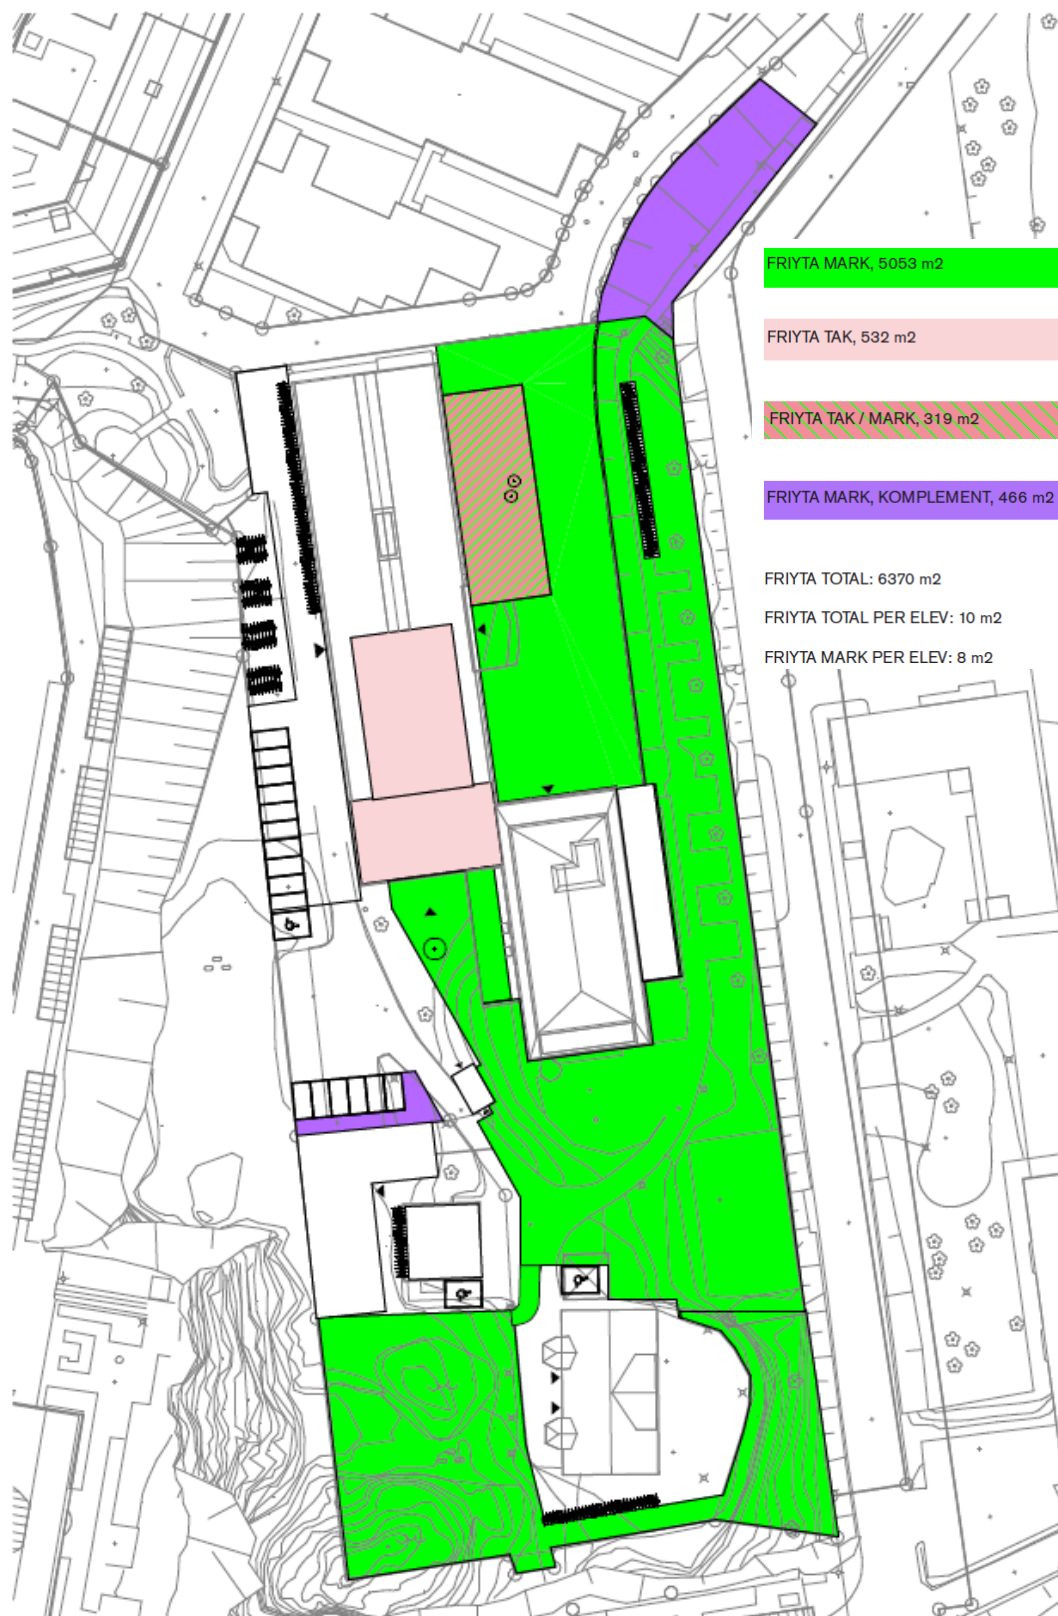 FRIYTA MARK, 5053 m2
FRIYTA TAK, 532 m2
FRIYTA TAK / MARK, 319 m2
FRIYTA MARK, KOMPLEMENT, 466 m2
FRIYTA TOTAL: 6370 m2
FRIYTA TOTAL PER ELEV: 10 m2
FRIYTA MARK PER ELEV: 8 m2